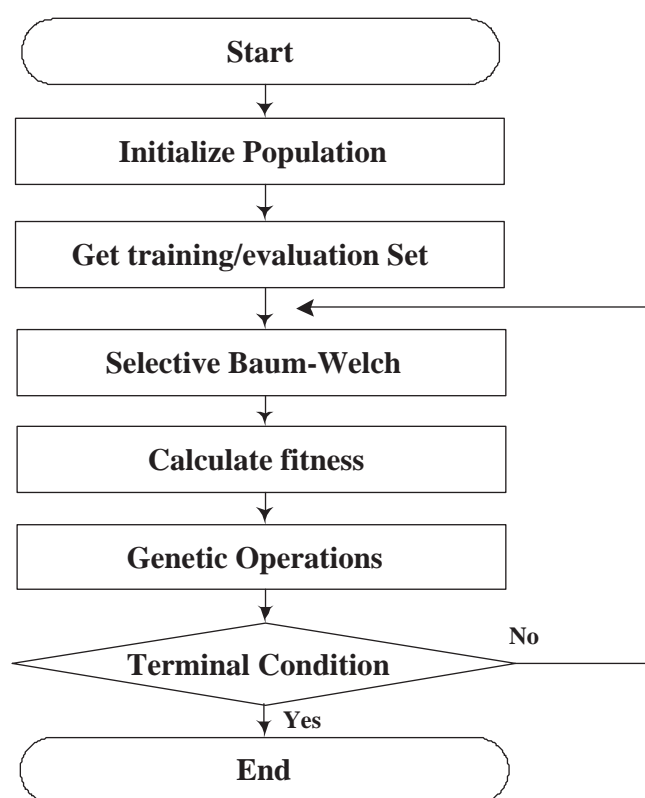 Start
Initialize Population
Get training/evaluation Set
Selective Baum-Welch
Calculate fitness
Genetic Operations
Terminal Condition
No
Yes
End